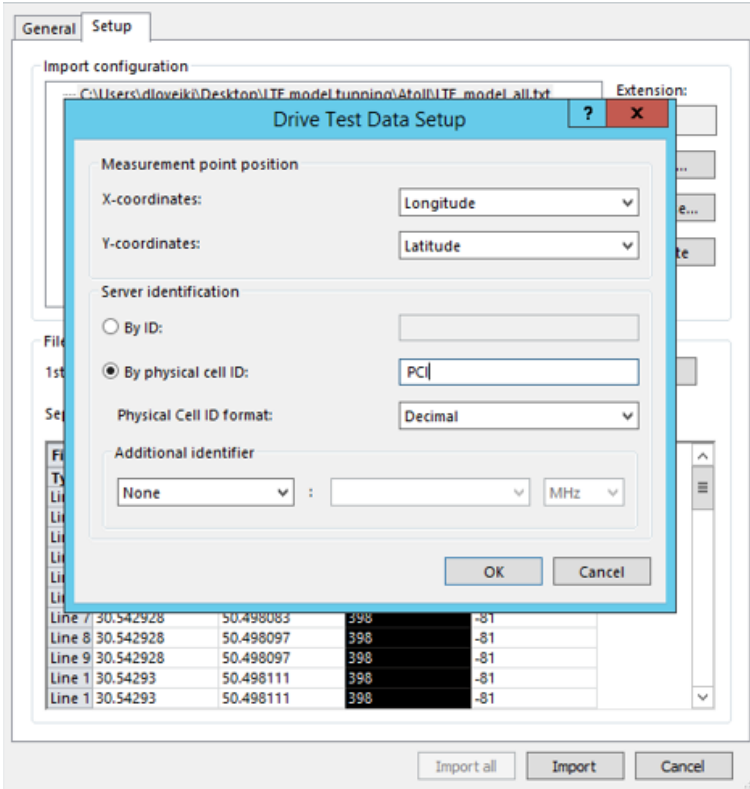 General Setup
Import configuration
C:\Users\dloveiki\Desktop\LTE model tunning\Atoll\LTE_model_all.txt
Extension:
Drive Test Data Setup ? x
Measurement point position
X-coordinates: Longitude
Y-coordinates: Latitude
Server identification
By ID:
By physical cell ID: PCI
Physical Cell ID format: Decimal
Additional identifier
None : MHz
OK Cancel
Line 7 30.542928 50.498083 398 -81
Line 8 30.542928 50.498097 398 -81
Line 9 30.542928 50.498097 398 -81
Line 1 30.54293 50.498111 398 -81
Line 1 30.54293 50.498111 398 -81
Import all Import Cancel